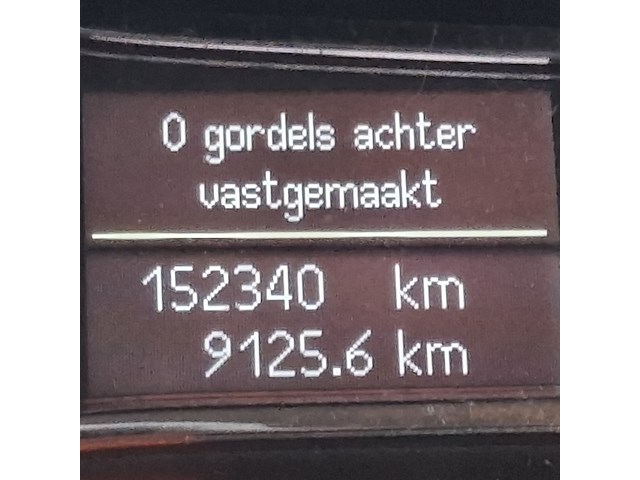 0 gordels achter
vastgemaakt
152340 km
9125.6 km